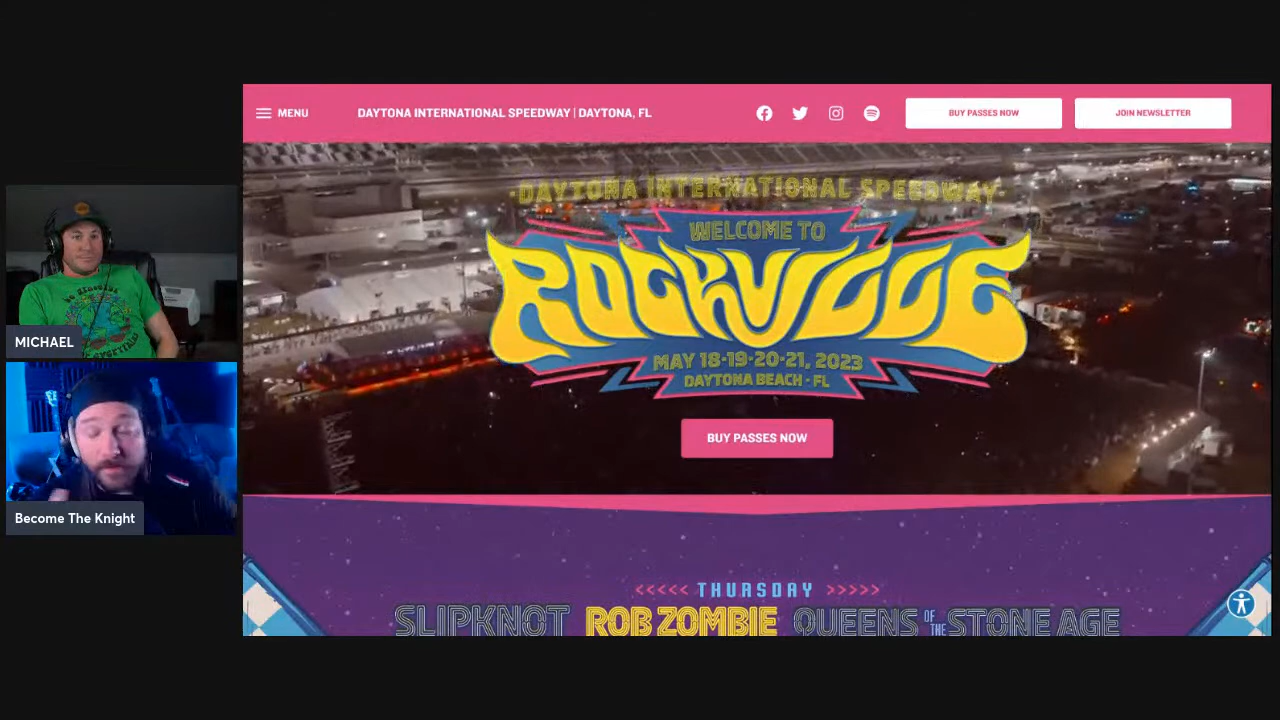 MENU
DAYTONA INTERNATIONAL SPEEDWAY | DAYTONA, FL
BUY PASSES NOW
JOIN NEWSLETTER
·DAYTONA INTERNATIONAL SPEEDWAY·
WELCOME TO
ROCKVILLE
MAY 18-19-20-21, 2023
DAYTONA BEACH - FL
BUY PASSES NOW
MICHAEL
Become The Knight
<<<<< THURSDAY >>>>>
SLIPKNOT ROB ZOMBIE QUEENS OF THE STONE AGE